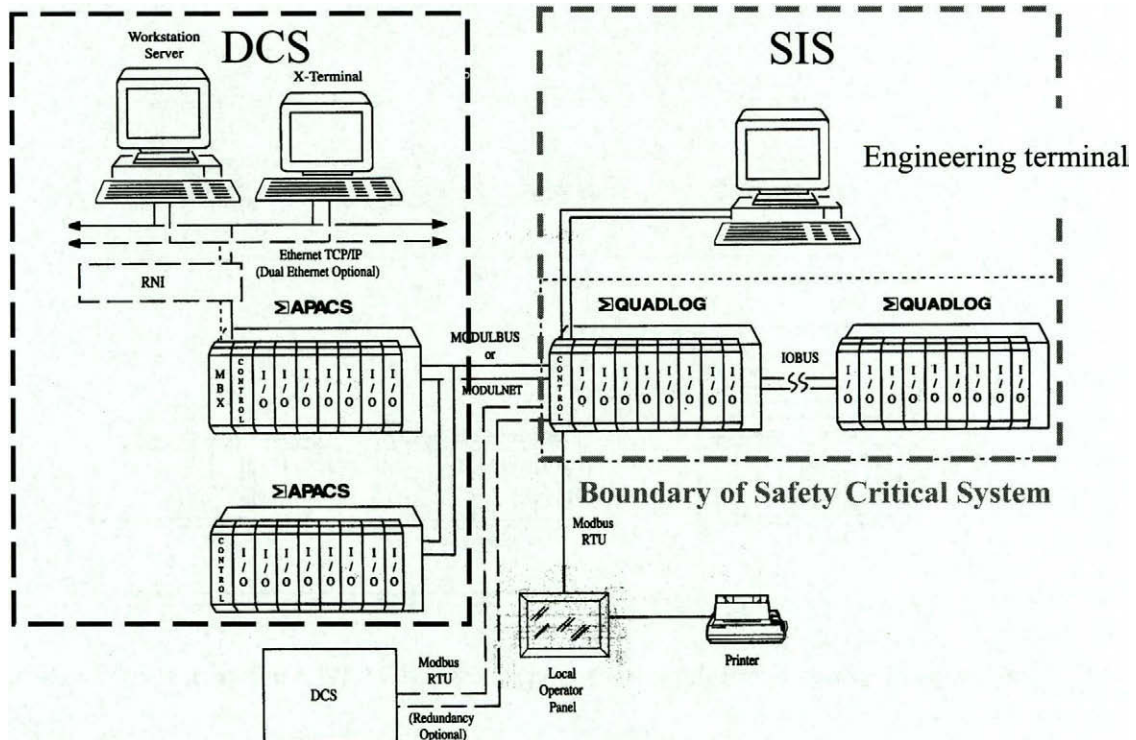 DCS
Workstation
Server
X-Terminal
Ethernet TCP/IP
(Dual Ethernet Optional)
RNI
ΣAPACS
MBX
CONTROL
I/O
I/O
I/O
I/O
I/O
I/O
I/O
ΣAPACS
CONTROL
I/O
I/O
I/O
I/O
I/O
I/O
I/O
MODULBUS
or
MODULNET
SIS
Engineering terminal
ΣQUADLOG
CONTROL
I/O
I/O
I/O
I/O
I/O
I/O
I/O
I/O
IOBUS
ΣQUADLOG
I/O
I/O
I/O
I/O
I/O
I/O
I/O
I/O
Boundary of Safety Critical System
Modbus
RTU
Local
Operator
Panel
Printer
DCS
Modbus
RTU
(Redundancy
Optional)